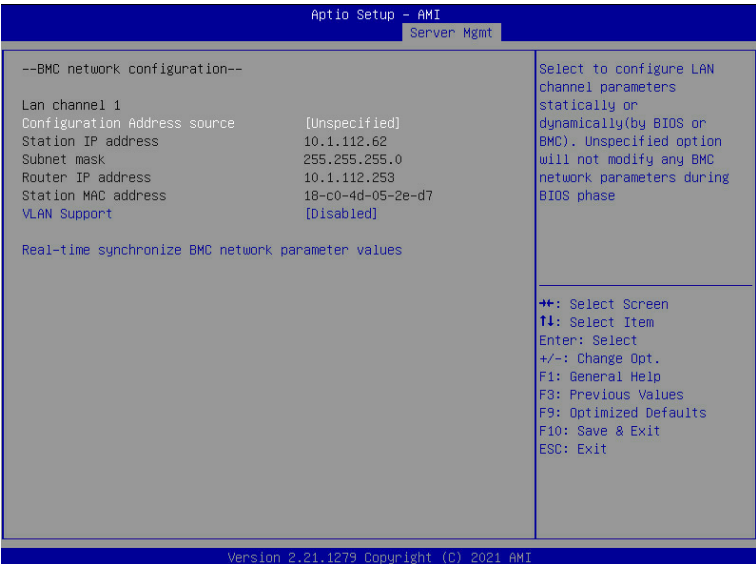 Aptio Setup – AMI
Server Mgmt
--BMC network configuration--
Lan channel 1
Configuration Address source [Unspecified]
Station IP address 10.1.112.62
Subnet mask 255.255.255.0
Router IP address 10.1.112.253
Station MAC address 18-c0-4d-05-2e-d7
VLAN Support [Disabled]
Real-time synchronize BMC network parameter values
Select to configure LAN
channel parameters
statically or
dynamically(by BIOS or
BMC). Unspecified option
will not modify any BMC
network parameters during
BIOS phase
→←: Select Screen
↑↓: Select Item
Enter: Select
+/-: Change Opt.
F1: General Help
F3: Previous Values
F9: Optimized Defaults
F10: Save & Exit
ESC: Exit
Version 2.21.1279 Copyright (C) 2021 AMI